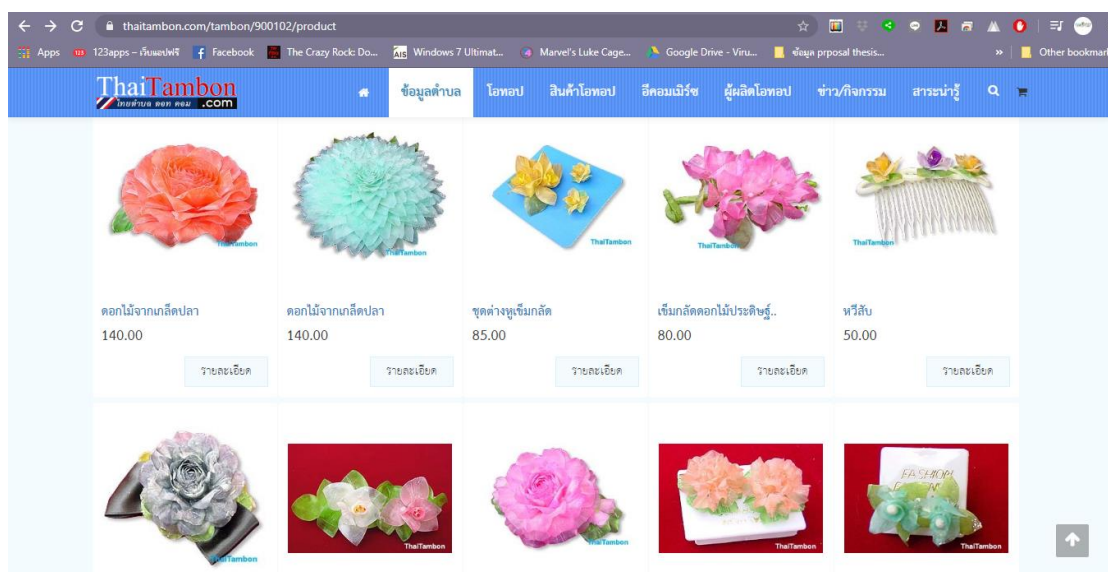 thaitambon.com/tambon/900102/product
Apps 123apps – เว็บแอปฟรี Facebook The Crazy Rock: Do... Windows 7 Ultimat... Marvel's Luke Cage... Google Drive - Viru... ข้อมูล prposal thesis... » Other bookmar
ThaiTambon
ไทยตำบล ดอท คอม .com
ข้อมูลตำบล โอทอป สินค้าโอทอป อีคอมเมิร์ซ ผู้ผลิตโอทอป ข่าว/กิจกรรม สาระน่ารู้
ThaiTambon ThaiTambon ThaiTambon ThaiTambon ThaiTambon
ดอกไม้จากเกล็ดปลา ดอกไม้จากเกล็ดปลา ชุดต่างหูเข็มกลัด เข็มกลัดดอกไม้ประดิษฐ์.. หวีสับ
140.00 140.00 85.00 80.00 50.00
รายละเอียด รายละเอียด รายละเอียด รายละเอียด รายละเอียด
FASHION
ThaiTambon ThaiTambon ThaiTambon ThaiTambon ThaiTambon